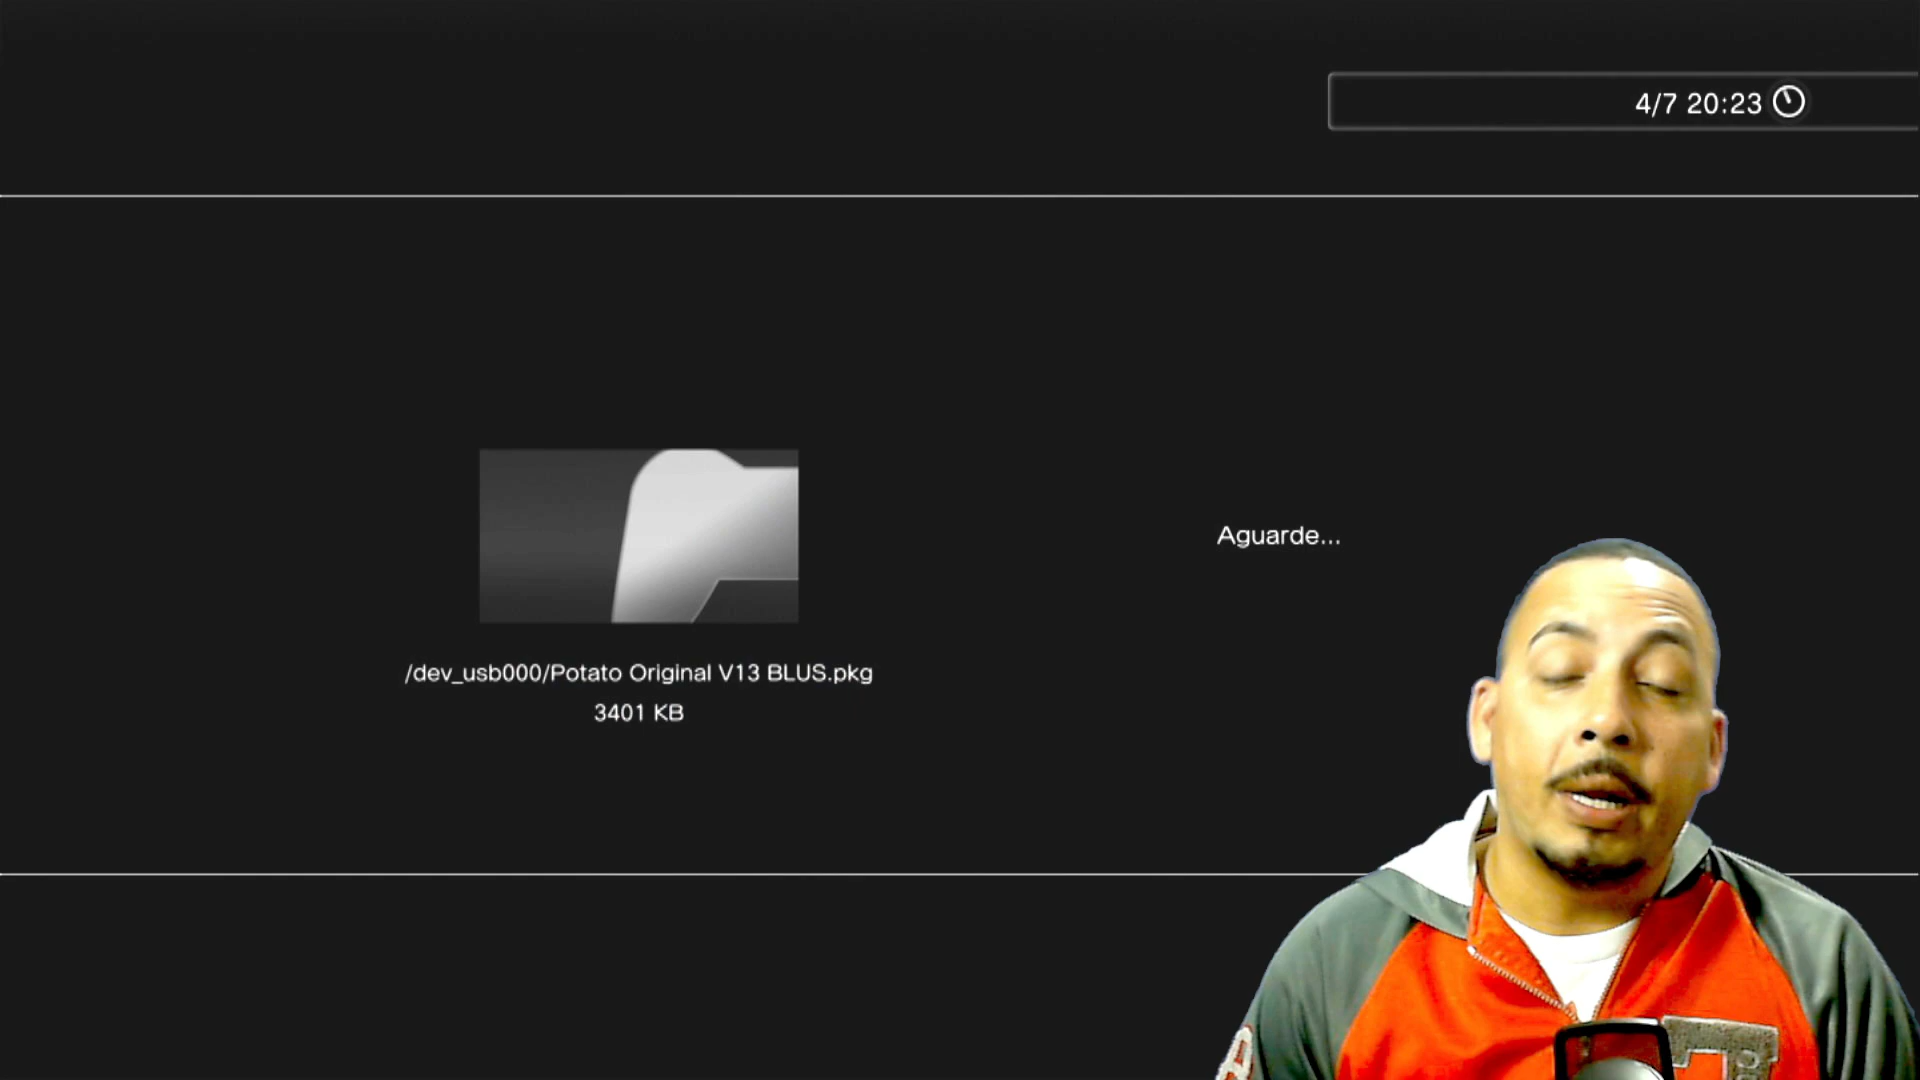 4/7 20:23
Aguarde...
/dev_usb000/Potato Original V13 BLUS.pkg
3401 KB